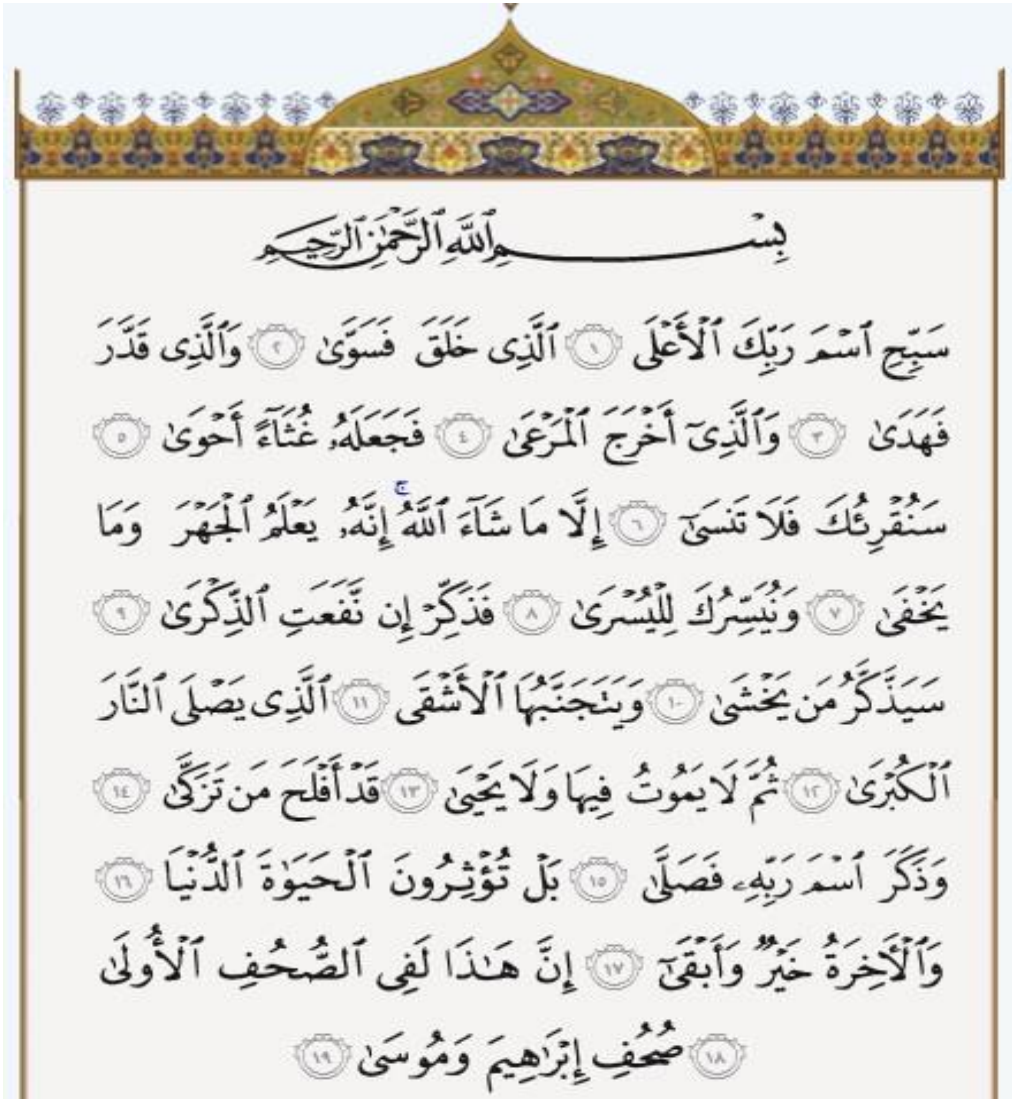 بِسْمِ ٱللَّهِ ٱلرَّحْمَٰنِ ٱلرَّحِيمِ
سَبِّحِ ٱسْمَ رَبِّكَ ٱلْأَعْلَى ١ ٱلَّذِى خَلَقَ فَسَوَّىٰ ٢ وَٱلَّذِى قَدَّرَ
فَهَدَىٰ ٣ وَٱلَّذِىٓ أَخْرَجَ ٱلْمَرْعَىٰ ٤ فَجَعَلَهُۥ غُثَآءً أَحْوَىٰ ٥
سَنُقْرِئُكَ فَلَا تَنسَىٰٓ ٦ إِلَّا مَا شَآءَ ٱللَّهُ ۚ إِنَّهُۥ يَعْلَمُ ٱلْجَهْرَ وَمَا
يَخْفَىٰ ٧ وَنُيَسِّرُكَ لِلْيُسْرَىٰ ٨ فَذَكِّرْ إِن نَّفَعَتِ ٱلذِّكْرَىٰ ٩
سَيَذَّكَّرُ مَن يَخْشَىٰ ١٠ وَيَتَجَنَّبُهَا ٱلْأَشْقَى ١١ ٱلَّذِى يَصْلَى ٱلنَّارَ
ٱلْكُبْرَىٰ ١٢ ثُمَّ لَا يَمُوتُ فِيهَا وَلَا يَحْيَىٰ ١٣ قَدْ أَفْلَحَ مَن تَزَكَّىٰ ١٤
وَذَكَرَ ٱسْمَ رَبِّهِۦ فَصَلَّىٰ ١٥ بَلْ تُؤْثِرُونَ ٱلْحَيَوٰةَ ٱلدُّنْيَا ١٦
وَٱلْـَٔاخِرَةُ خَيْرٌ وَأَبْقَىٰٓ ١٧ إِنَّ هَـٰذَا لَفِى ٱلصُّحُفِ ٱلْأُولَىٰ
١٨ صُحُفِ إِبْرَٰهِيمَ وَمُوسَىٰ ١٩